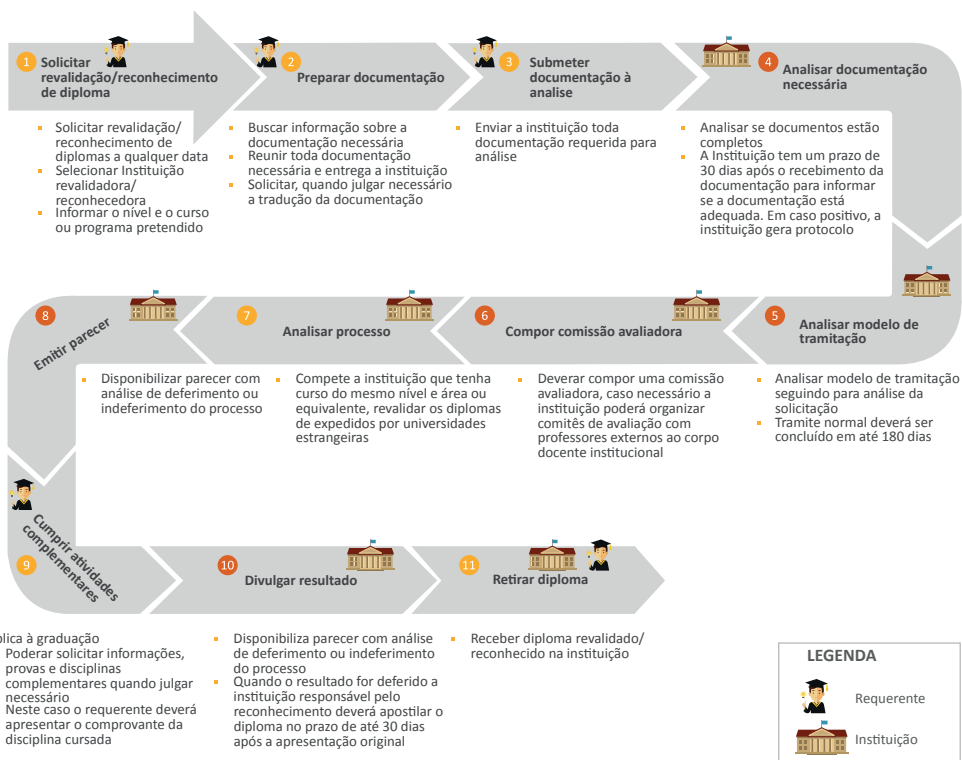 1 Solicitar
revalidação/reconhecimento
de diploma
Solicitar revalidação/
reconhecimento de
diplomas a qualquer data
Selecionar Instituição
revalidadora/
reconhecedora
Informar o nível e o curso
ou programa pretendido
2
Preparar documentação
Buscar informação sobre a
documentação necessária
Reunir toda documentação
necessária e entrega a instituição
Solicitar, quando julgar necessário
a tradução da documentação
3 Submeter
documentação à
analise
Enviar a instituição toda
documentação requerida para
análise
4 Analisar documentação
necessária
Analisar se documentos estão
completos
A Instituição tem um prazo de
30 dias após o recebimento da
documentação para informar
se a documentação está
adequada. Em caso positivo, a
instituição gera protocolo
5 Analisar modelo de
tramitação
Analisar modelo de tramitação
seguindo para análise da
solicitação
Tramite normal deverá ser
concluído em até 180 dias
6
Compor comissão avaliadora
Deverar compor uma comissão
avaliadora, caso necessário a
instituição poderá organizar
comitês de avaliação com
professores externos ao corpo
docente institucional
7
Analisar processo
Compete a instituição que tenha
curso do mesmo nível e área ou
equivalente, revalidar os diplomas
de expedidos por universidades
estrangeiras
8
Emitir parecer
Disponibilizar parecer com
análise de deferimento ou
indeferimento do processo
9
Cumprir atividades
complementares
plica à graduação
Poderar solicitar informações,
provas e disciplinas
complementares quando julgar
necessário
Neste caso o requerente deverá
apresentar o comprovante da
disciplina cursada
10
Divulgar resultado
Disponibiliza parecer com análise
de deferimento ou indeferimento
do processo
Quando o resultado for deferido a
instituição responsável pelo
reconhecimento deverá apostilar o
diploma no prazo de até 30 dias
após a apresentação original
11
Retirar diploma
Receber diploma revalidado/
reconhecido na instituição
LEGENDA
Requerente
Instituição